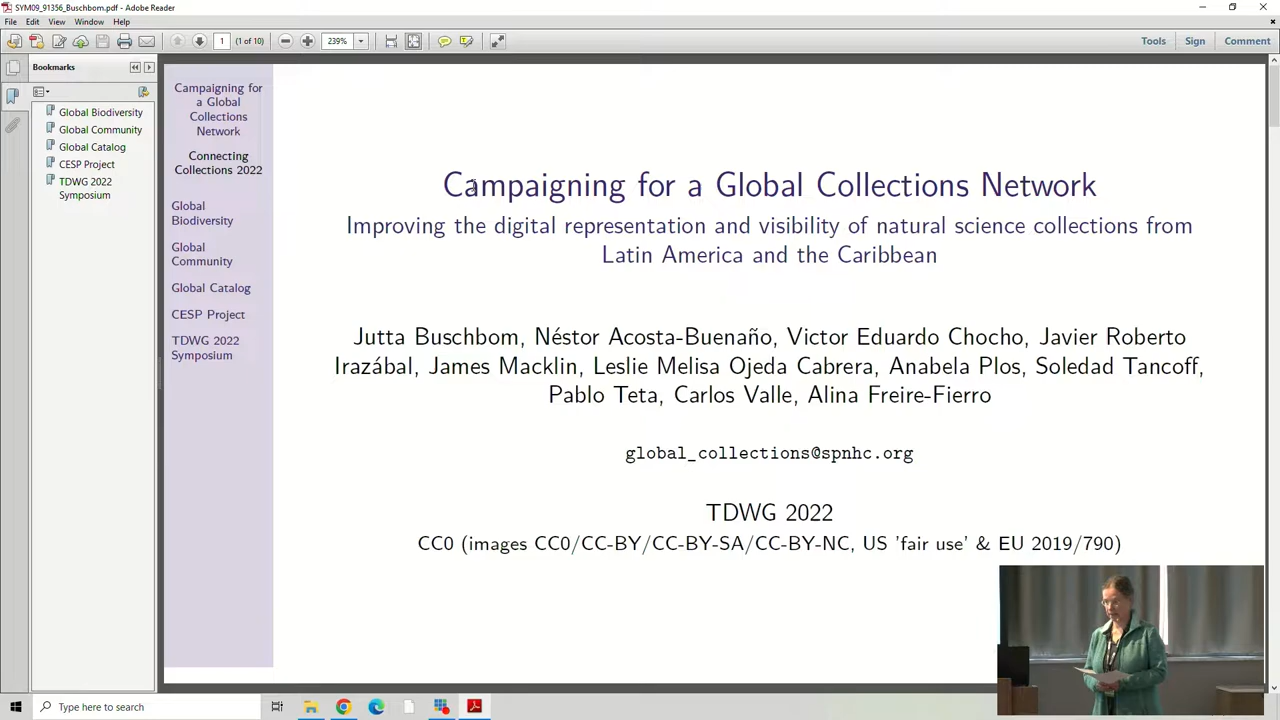 SYM09_91356_Buschbom.pdf - Adobe Reader
File Edit View Window Help
1 (1 of 10) 239% Tools Sign Comment
Bookmarks
Global Biodiversity
Global Community
Global Catalog
CESP Project
TDWG 2022
Symposium
Campaigning for
a Global
Collections
Network
Connecting
Collections 2022
Global
Biodiversity
Global
Community
Global Catalog
CESP Project
TDWG 2022
Symposium
Campaigning for a Global Collections Network
Improving the digital representation and visibility of natural science collections from
Latin America and the Caribbean
Jutta Buschbom, Néstor Acosta-Buenaño, Victor Eduardo Chocho, Javier Roberto
Irazábal, James Macklin, Leslie Melisa Ojeda Cabrera, Anabela Plos, Soledad Tancoff,
Pablo Teta, Carlos Valle, Alina Freire-Fierro
global_collections@spnhc.org
TDWG 2022
CC0 (images CC0/CC-BY/CC-BY-SA/CC-BY-NC, US 'fair use' & EU 2019/790)
Type here to search